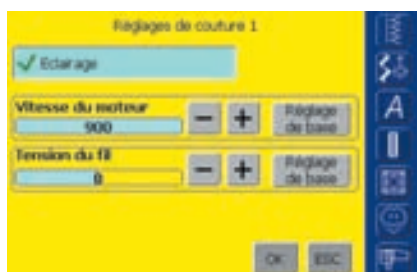 Réglages de couture 1
✓ Eclairage
Vitesse du moteur
900
− +
Réglage
de base
Tension du fil
0
− +
Réglage
de base
OK ESC
A